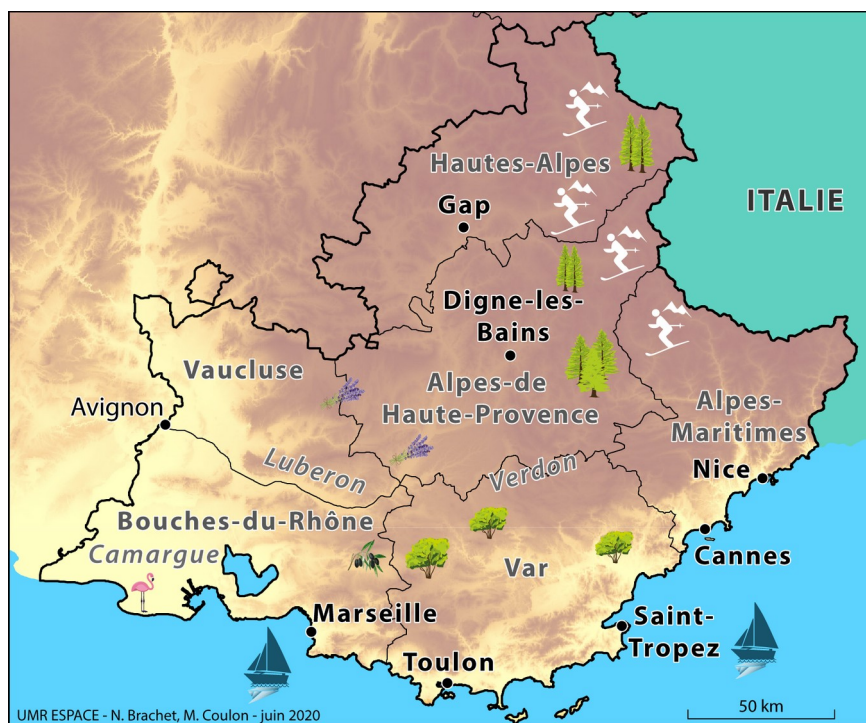 Hautes-Alpes
ITALIE
Gap
Digne-les-
Bains
Vaucluse
Alpes-de
Haute-Provence
Avignon
Alpes-
Maritimes
Luberon
Verdon
Nice
Bouches-du-Rhône
Camargue
Cannes
Var
Marseille
Saint-
Tropez
Toulon
UMR ESPACE - N. Brachet, M. Coulon - juin 2020
50 km